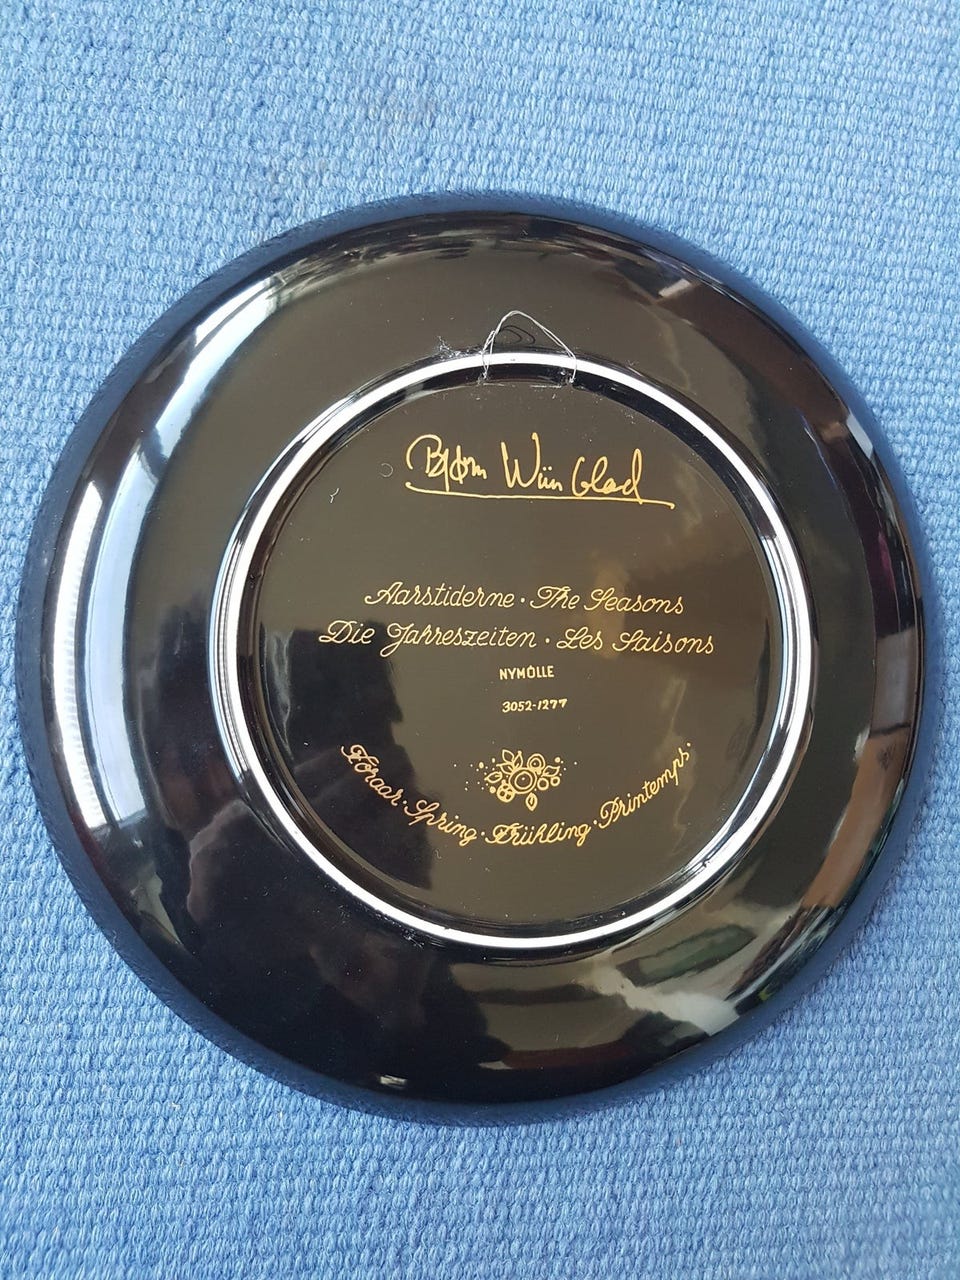 Bjørn Wiinblad
Aarstiderne · The Seasons
Die Jahreszeiten · Les Saisons
NYMÖLLE
3052-1277
Foraar · Spring · Frühling · Printemps ·